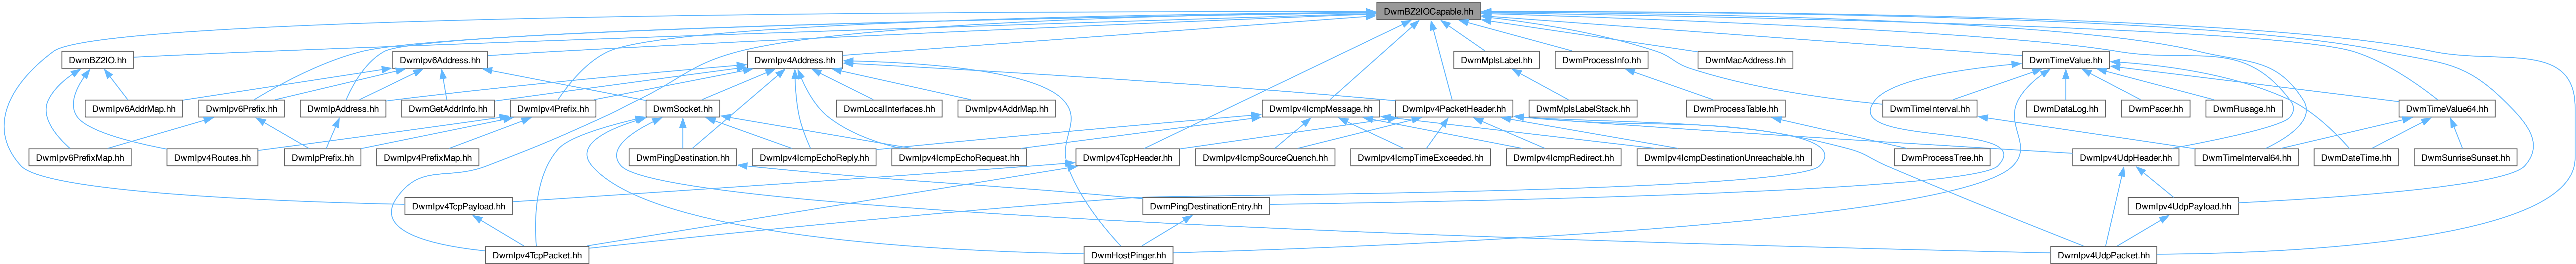 DwmBZ2IOCapable.hh
DwmBZ2IO.hh
DwmIpv6Address.hh
DwmIpv4Address.hh
DwmMplsLabel.hh
DwmProcessInfo.hh
DwmMacAddress.hh
DwmTimeValue.hh
DwmIpv6AddrMap.hh
DwmIpv6Prefix.hh
DwmIpAddress.hh
DwmGetAddrInfo.hh
DwmIpv4Prefix.hh
DwmSocket.hh
DwmLocalInterfaces.hh
DwmIpv4AddrMap.hh
DwmIpv4IcmpMessage.hh
DwmIpv4PacketHeader.hh
DwmMplsLabelStack.hh
DwmProcessTable.hh
DwmTimeInterval.hh
DwmDataLog.hh
DwmPacer.hh
DwmRusage.hh
DwmTimeValue64.hh
DwmIpv6PrefixMap.hh
DwmIpv4Routes.hh
DwmIpPrefix.hh
DwmIpv4PrefixMap.hh
DwmPingDestination.hh
DwmIpv4IcmpEchoReply.hh
DwmIpv4IcmpEchoRequest.hh
DwmIpv4TcpHeader.hh
DwmIpv4IcmpSourceQuench.hh
DwmIpv4IcmpTimeExceeded.hh
DwmIpv4IcmpRedirect.hh
DwmIpv4IcmpDestinationUnreachable.hh
DwmProcessTree.hh
DwmIpv4UdpHeader.hh
DwmTimeInterval64.hh
DwmDateTime.hh
DwmSunriseSunset.hh
DwmIpv4TcpPayload.hh
DwmPingDestinationEntry.hh
DwmIpv4UdpPayload.hh
DwmIpv4TcpPacket.hh
DwmHostPinger.hh
DwmIpv4UdpPacket.hh